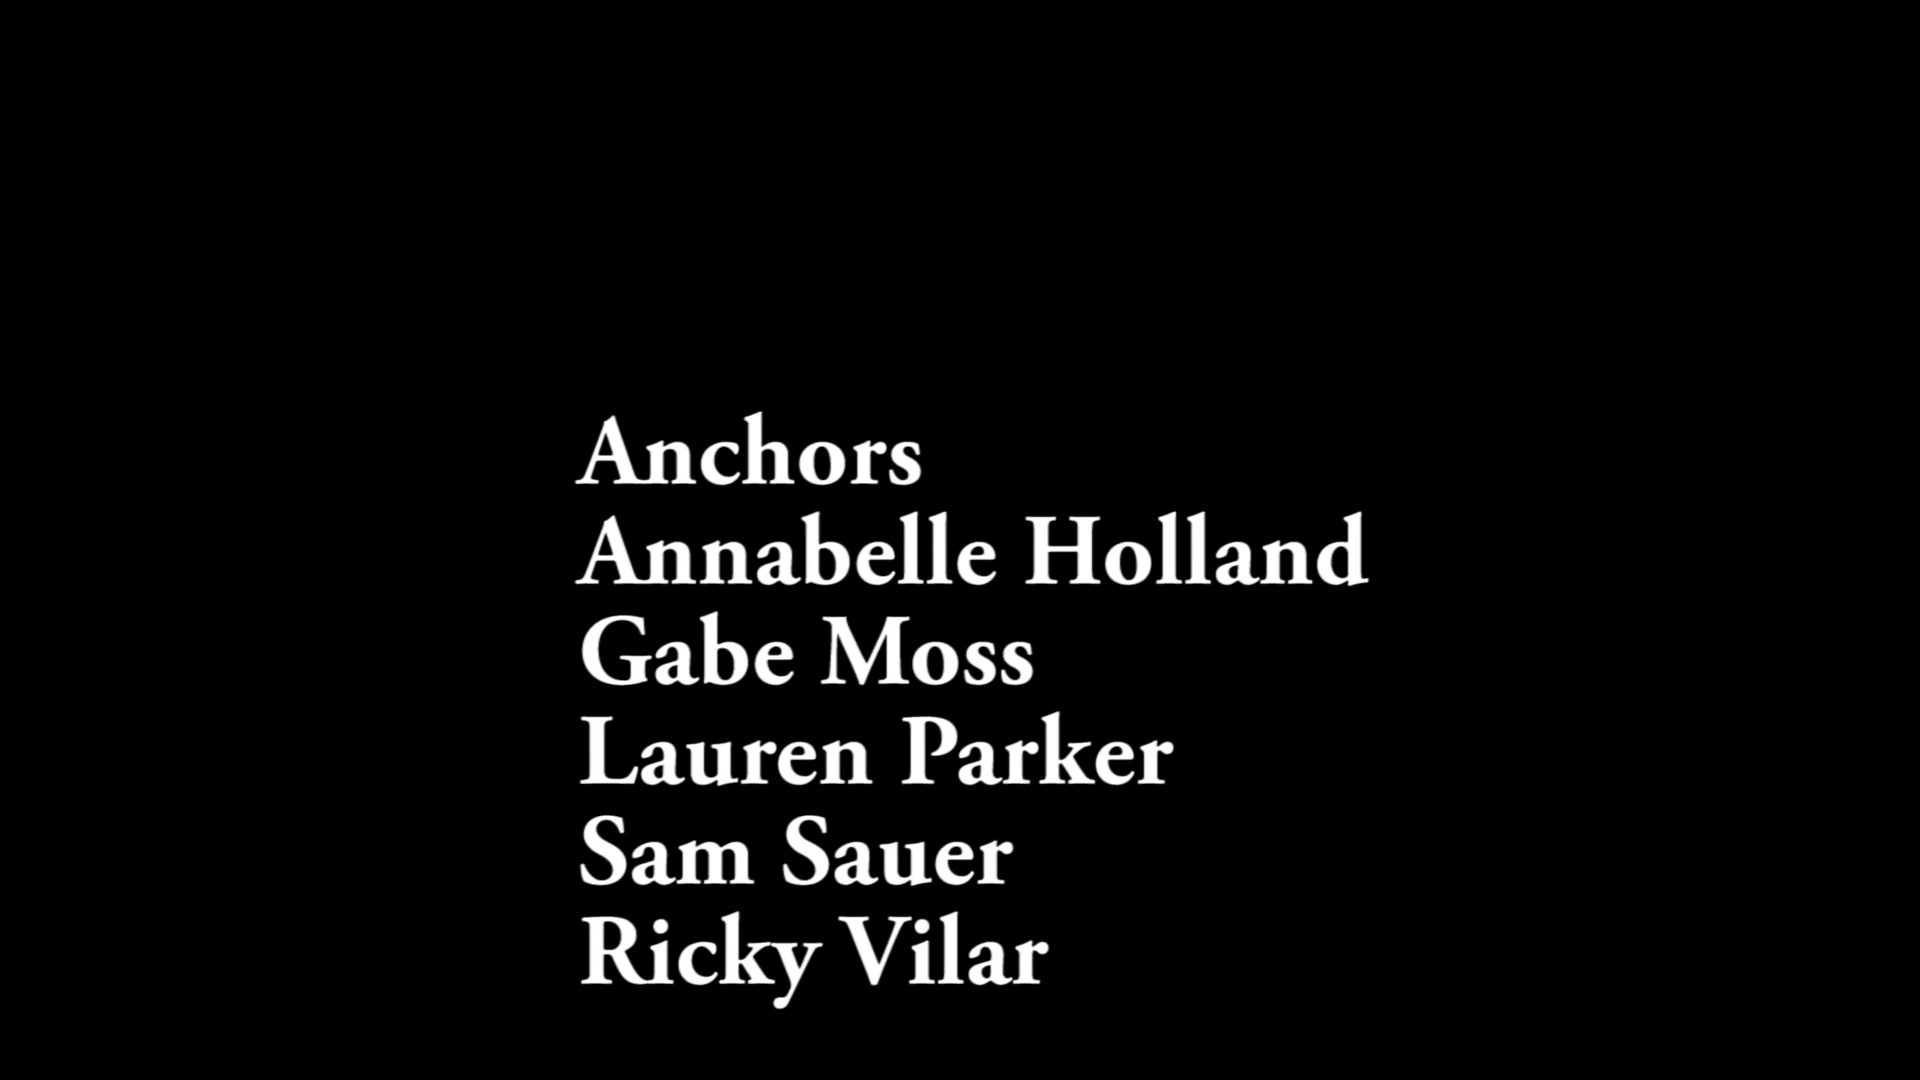 Anchors
Annabelle Holland
Gabe Moss
Lauren Parker
Sam Sauer
Ricky Vilar